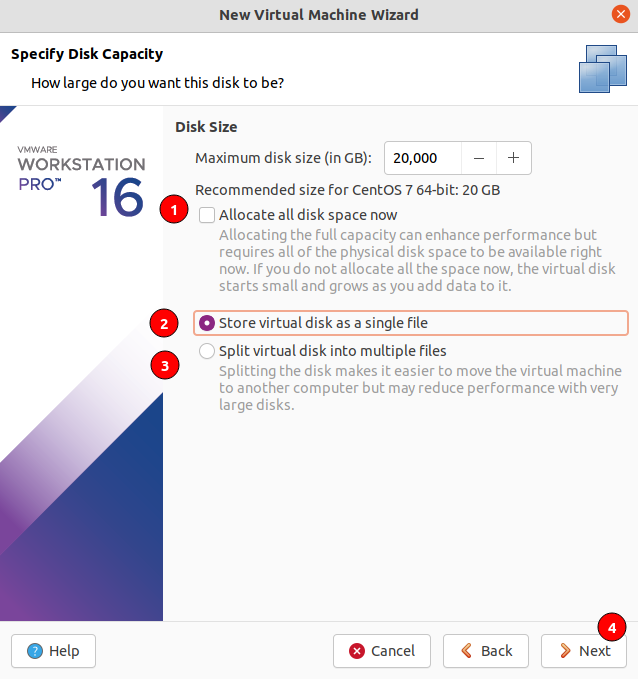 New Virtual Machine Wizard
Specify Disk Capacity
How large do you want this disk to be?
VMWARE
WORKSTATION
PRO™ 16
Disk Size
Maximum disk size (in GB): 20,000 − +
Recommended size for CentOS 7 64-bit: 20 GB
1 Allocate all disk space now
Allocating the full capacity can enhance performance but
requires all of the physical disk space to be available right
now. If you do not allocate all the space now, the virtual disk
starts small and grows as you add data to it.
2 Store virtual disk as a single file
3 Split virtual disk into multiple files
Splitting the disk makes it easier to move the virtual machine
to another computer but may reduce performance with very
large disks.
4
? Help Cancel Back Next